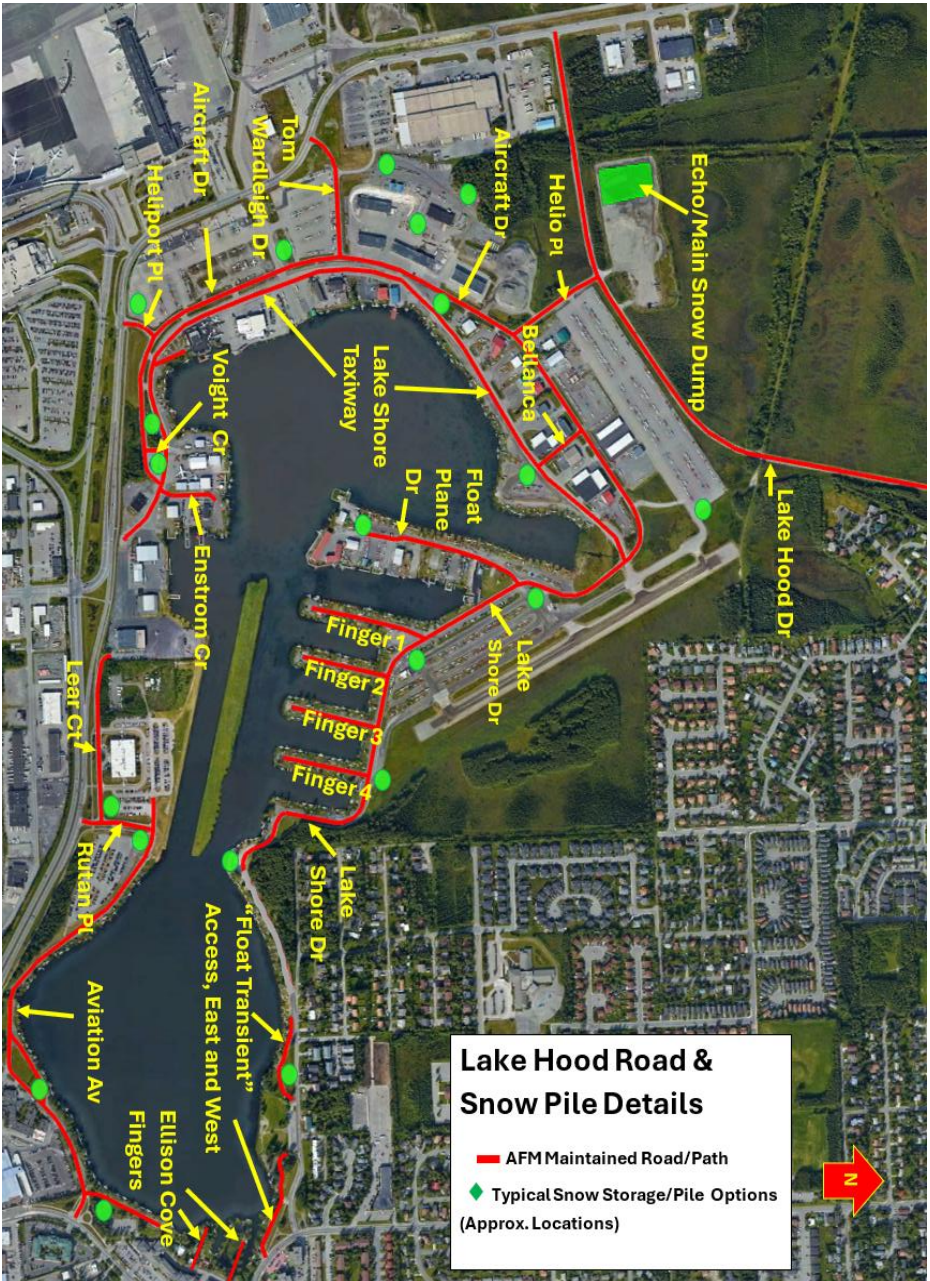 Echo/Main Snow Dump
Helio Pl
Aircraft Dr
Tom
Wardleigh Dr
Aircraft Dr
Heliport Pl
Bellanca
Lake Shore
Taxiway
Voight Cr
Float
Plane
Dr
Lake Hood Dr
Enstrom Cr
Lake
Shore Dr
Finger 1
Finger 2
Finger 3
Finger 4
Lear Ct
Rutan Pl
Lake
Shore Dr
"Float Transient"
Access, East and West
Aviation Av
Ellison Cove
Fingers
Lake Hood Road &
Snow Pile Details
AFM Maintained Road/Path
Typical Snow Storage/Pile Options
(Approx. Locations)
N